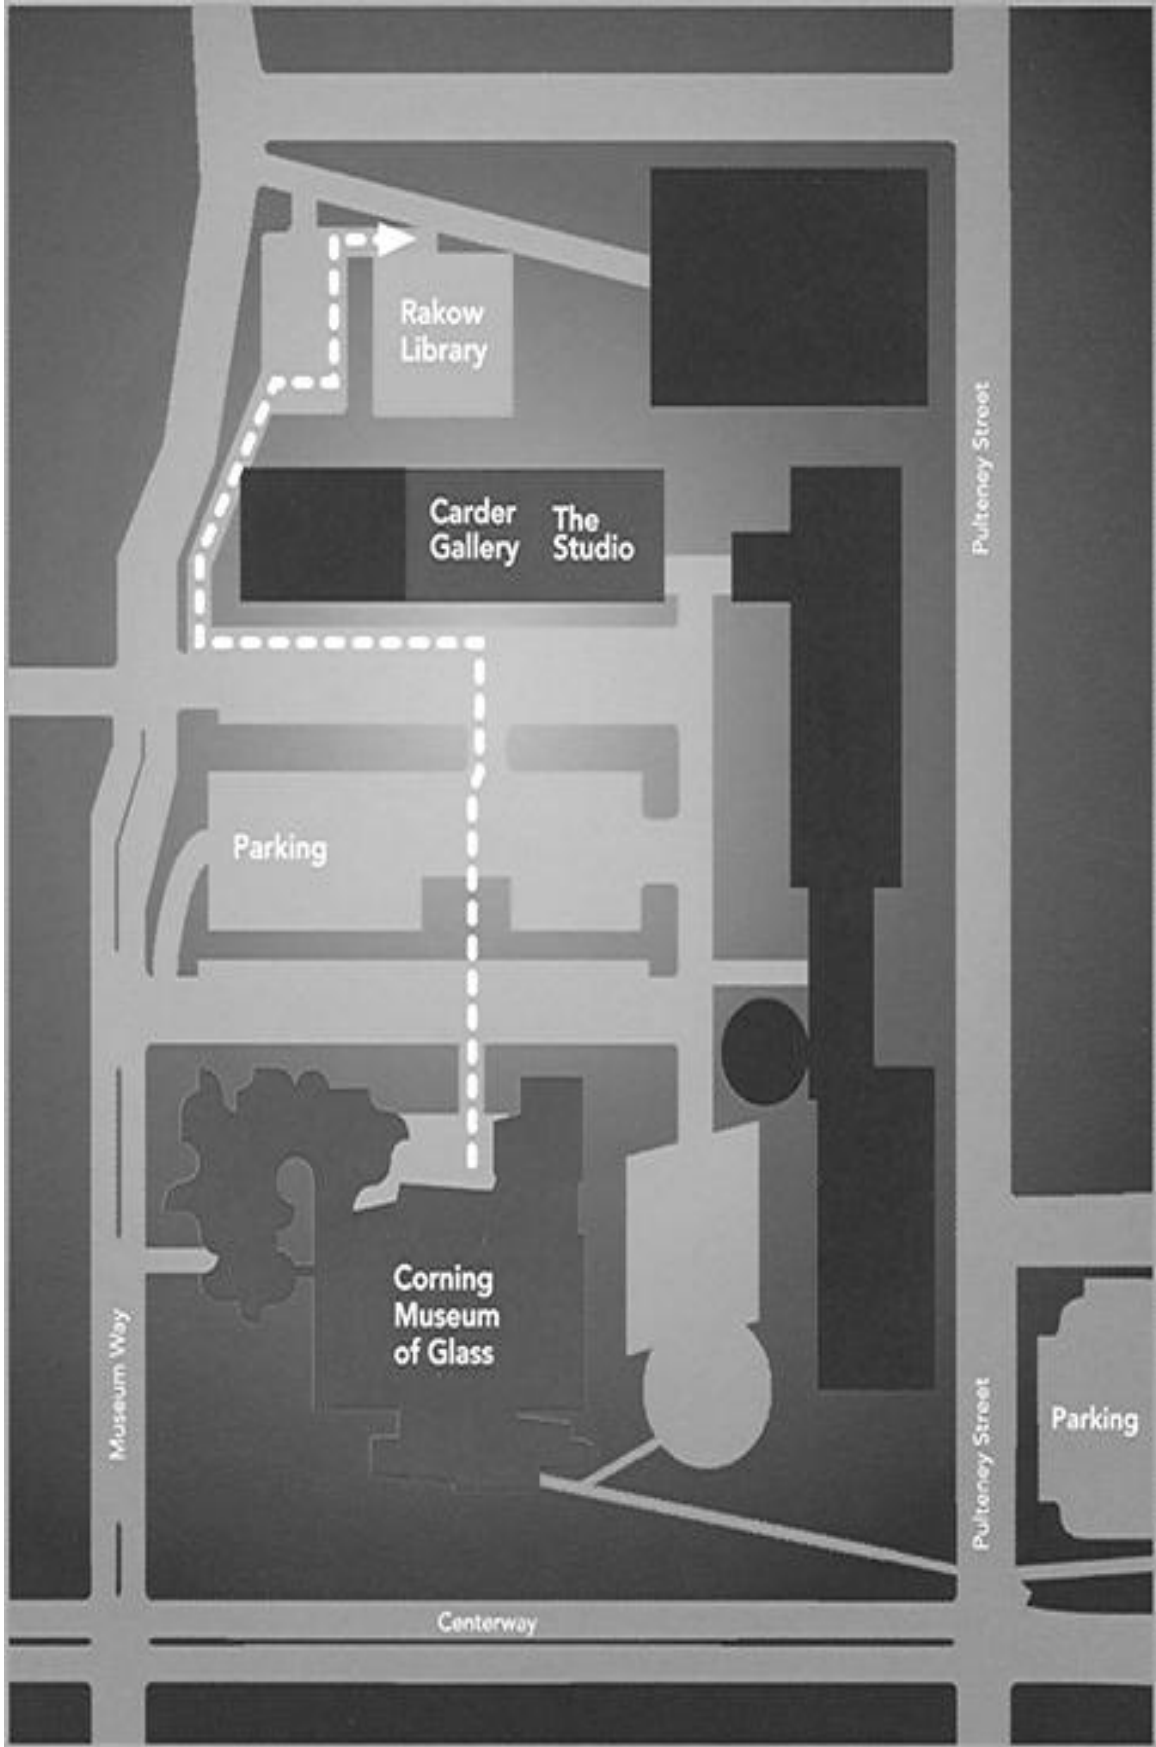 Rakow
Library
Pulteney Street
Carder
Gallery
The
Studio
Parking
Corning
Museum
of Glass
Museum Way
Pulteney Street
Parking
Centerway